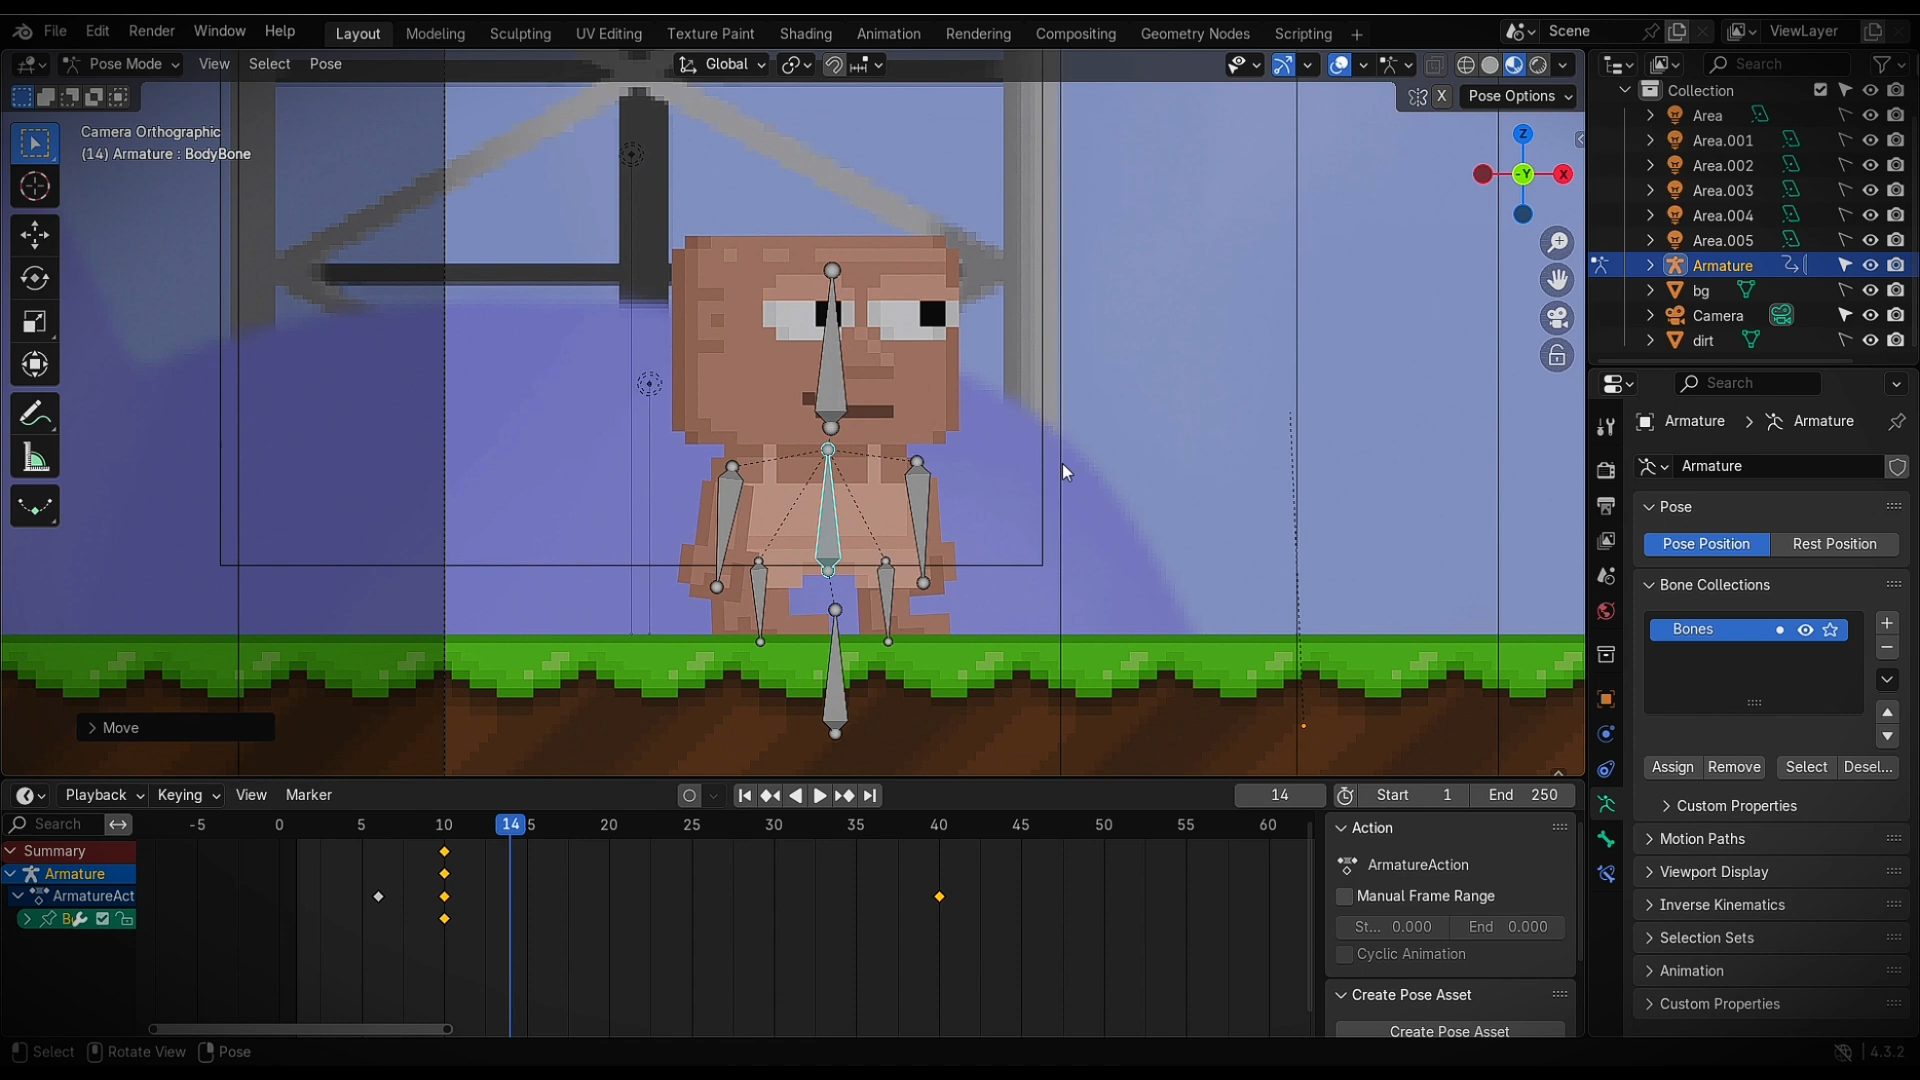 File Edit Render Window Help Layout Modeling Sculpting UV Editing Texture Paint Shading Animation Rendering Compositing Geometry Nodes Scripting + Scene ViewLayer
Pose Mode View Select Pose Global Search
X Pose Options
Camera Orthographic
(14) Armature : BodyBone
Z
-Y
X
Move
Collection
Area
Area.001
Area.002
Area.003
Area.004
Area.005
Armature
bg
Camera
dirt
Search
Armature > Armature
Armature
Pose
Pose Position Rest Position
Bone Collections
Bones
Assign Remove Select Desel...
Custom Properties
Motion Paths
Viewport Display
Inverse Kinematics
Selection Sets
Animation
Custom Properties
Playback Keying View Marker 14 Start 1 End 250
Search -5 0 5 10 14 5 20 25 30 35 40 45 50 55 60
Summary
Armature
ArmatureAct
Action
ArmatureAction
Manual Frame Range
St... 0.000 End 0.000
Cyclic Animation
Create Pose Asset
Create Pose Asset
Select Rotate View Pose 4.3.2